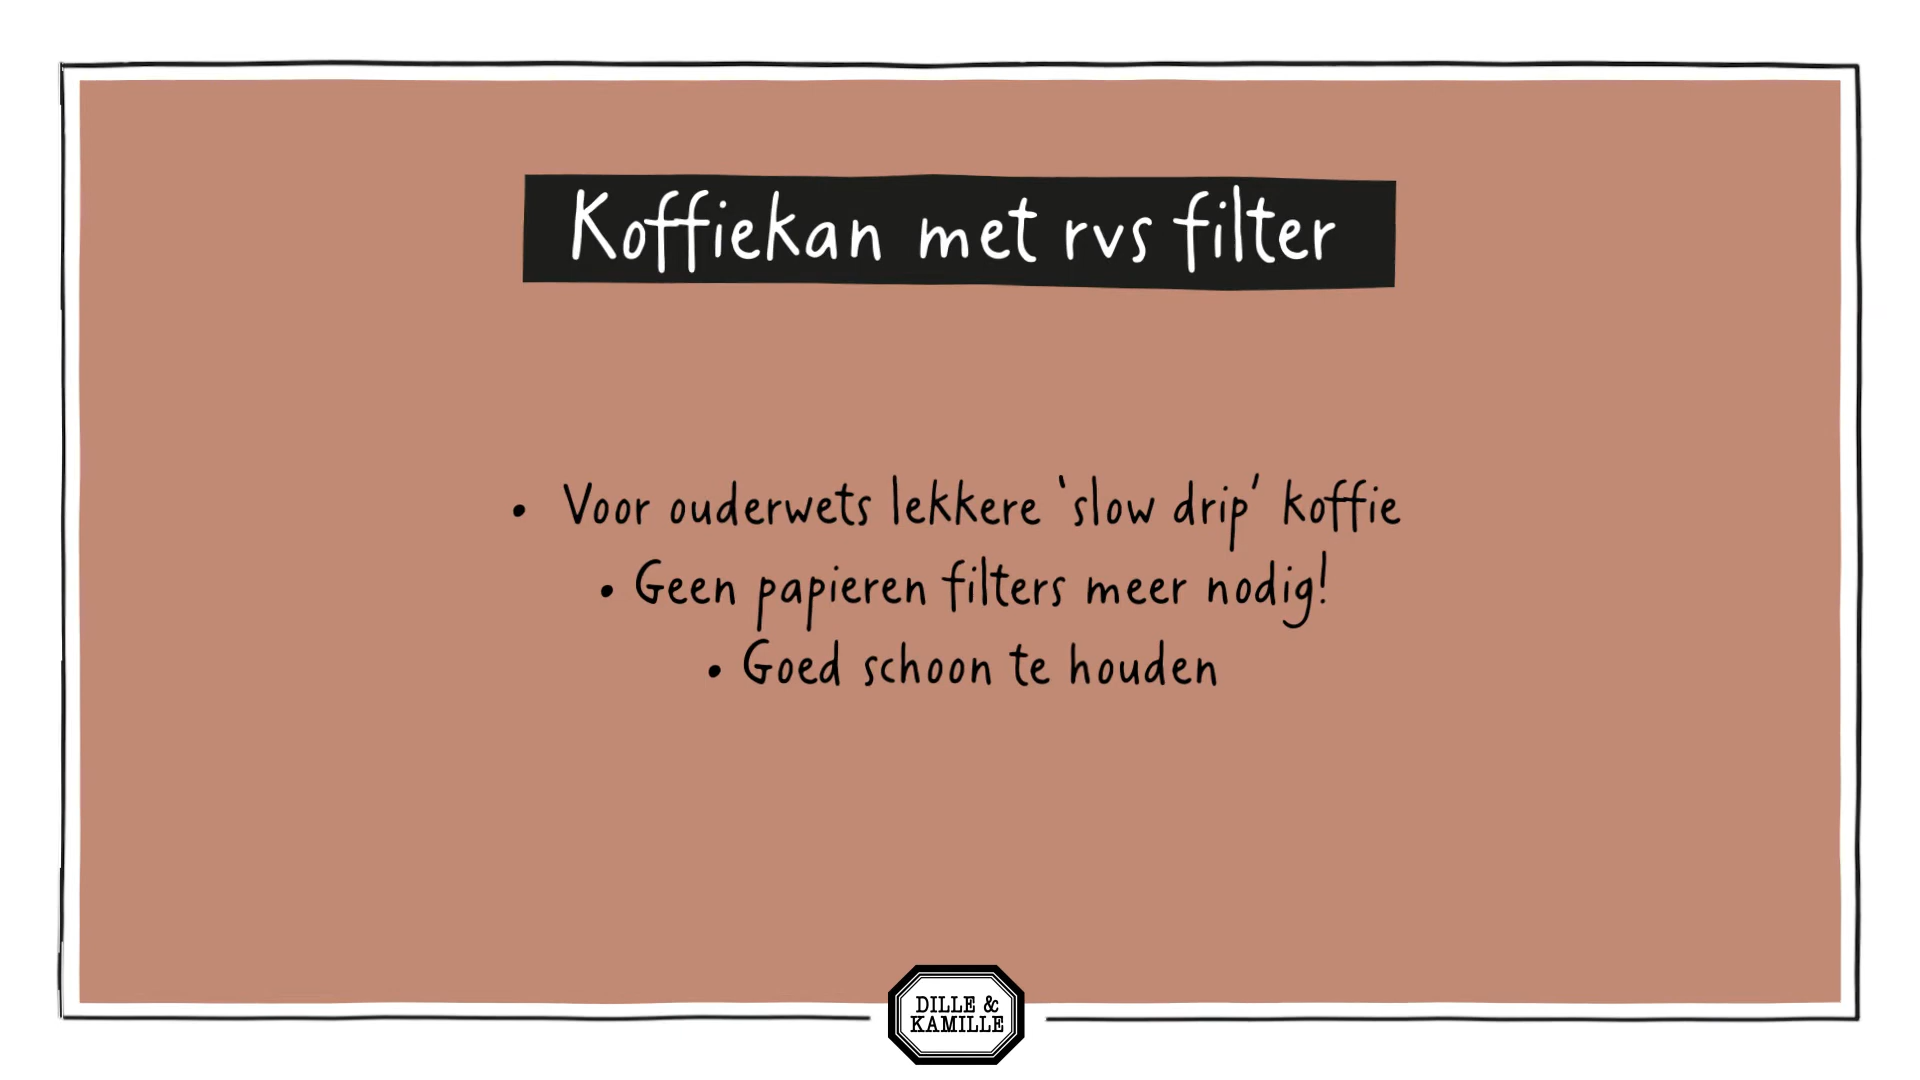 Koffiekan met rvs filter
• Voor ouderwets lekkere ‘slow drip’ koffie
• Geen papieren filters meer nodig!
• Goed schoon te houden
DILLE &
KAMILLE